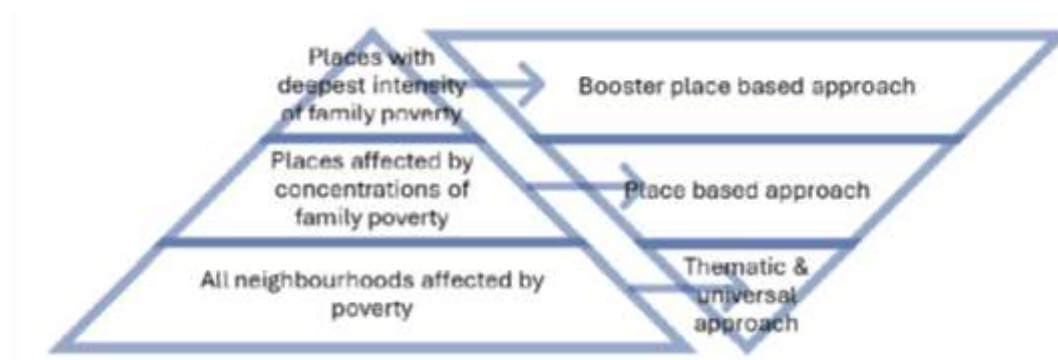 Places with
deepest intensity
of family poverty
Booster place based approach
Places affected by
concentrations of
family poverty
Place based approach
All neighbourhoods affected by
poverty
Thematic &
universal
approach